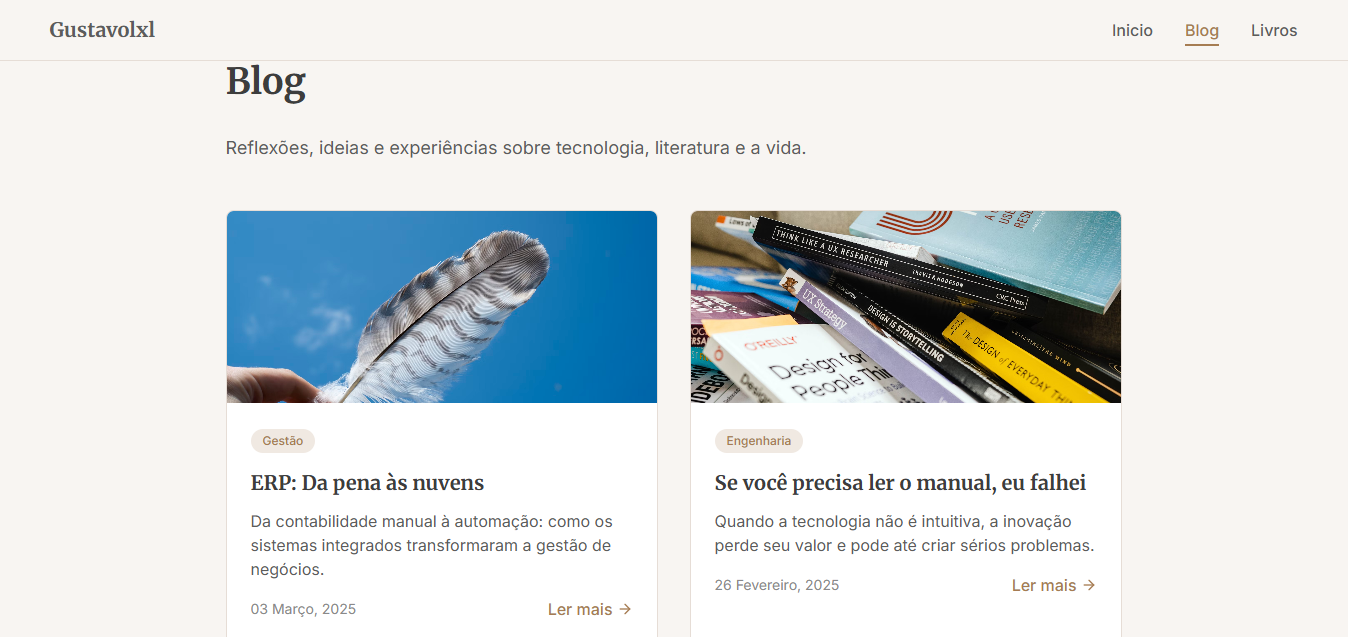 Gustavolxl
Inicio Blog Livros
Blog
Reflexões, ideias e experiências sobre tecnologia, literatura e a vida.
THINK LIKE A UX RESEARCHER
UX Strategy
DESIGN IS STORYTELLING
The DESIGN of EVERYDAY THIN
O'REILLY
Design for
People Thin
Gestão
ERP: Da pena às nuvens
Da contabilidade manual à automação: como os
sistemas integrados transformaram a gestão de
negócios.
03 Março, 2025
Ler mais →
Engenharia
Se você precisa ler o manual, eu falhei
Quando a tecnologia não é intuitiva, a inovação
perde seu valor e pode até criar sérios problemas.
26 Fevereiro, 2025
Ler mais →